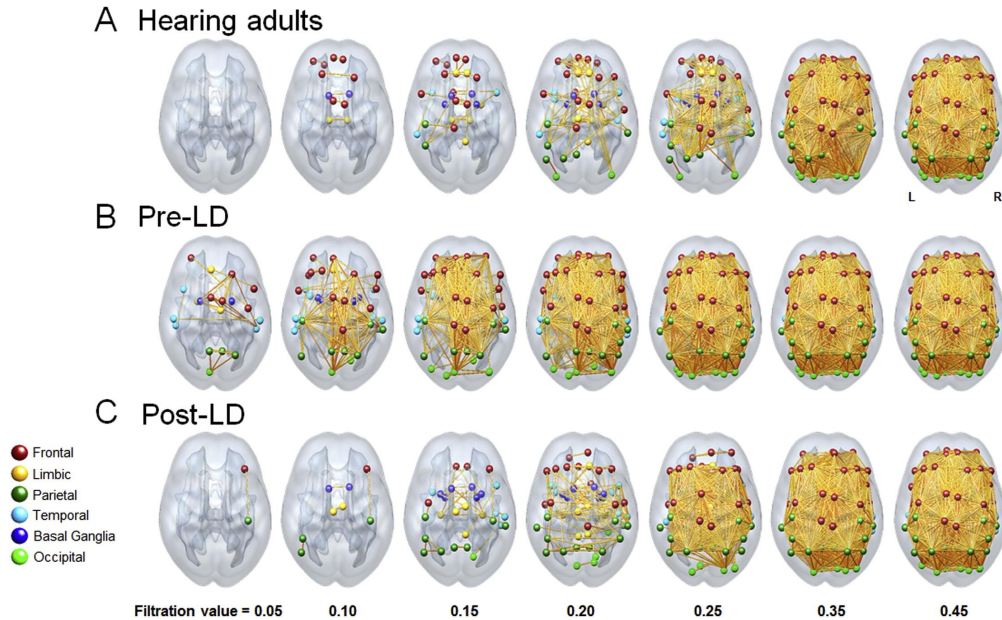 A Hearing adults
L R
B Pre-LD
C Post-LD
Frontal
Limbic
Parietal
Temporal
Basal Ganglia
Occipital
Filtration value = 0.05 0.10 0.15 0.20 0.25 0.35 0.45